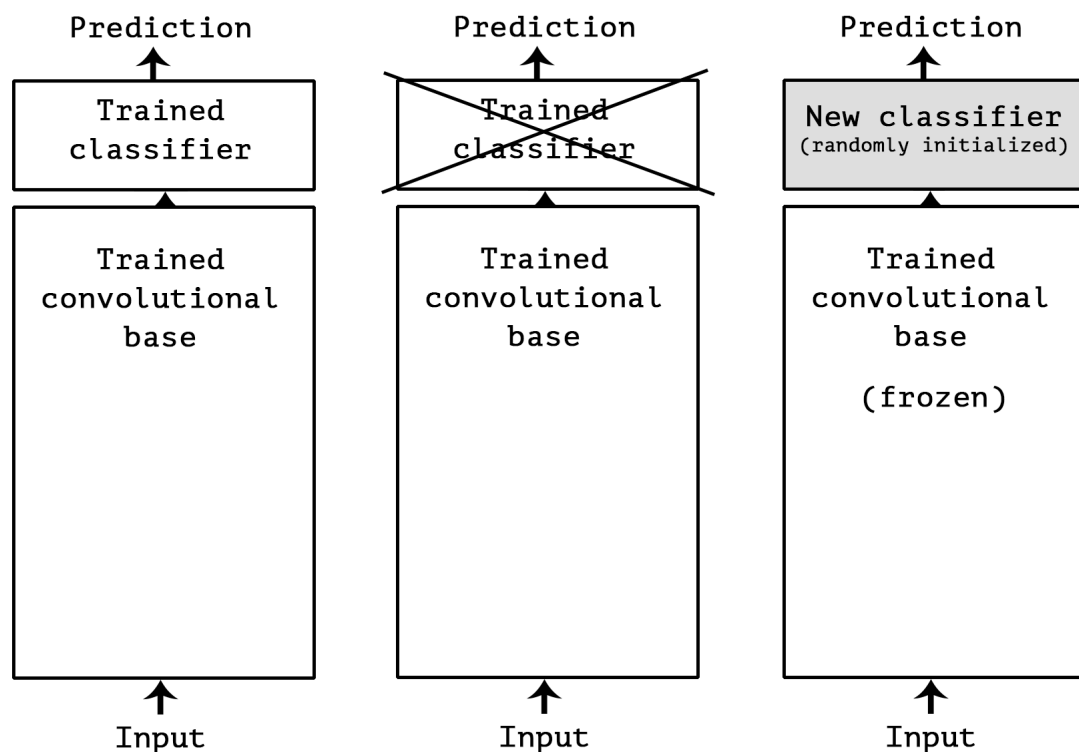 Prediction
Trained
classifier
Trained
convolutional
base
Input
Prediction
Trained
classifier
Trained
convolutional
base
Input
Prediction
New classifier
(randomly initialized)
Trained
convolutional
base
(frozen)
Input